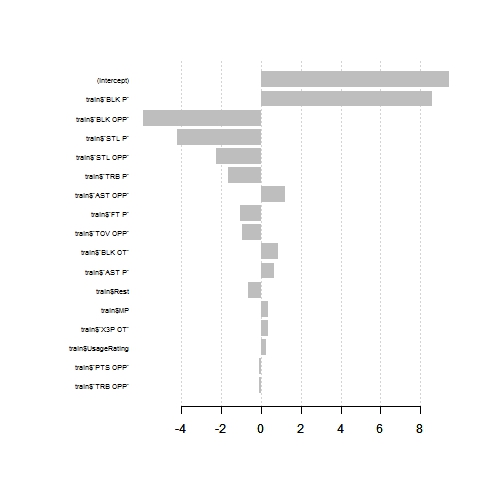 (Intercept)
train$`BLK P`
train$`BLK OPP`
train$`STL P`
train$`STL OPP`
train$`TRB P`
train$`AST OPP`
train$`FT P`
train$`TOV OPP`
train$`BLK OT`
train$`AST P`
train$Rest
train$MP
train$`X3P OT`
train$UsageRating
train$`PTS OPP`
train$`TRB OPP`
-4 -2 0 2 4 6 8